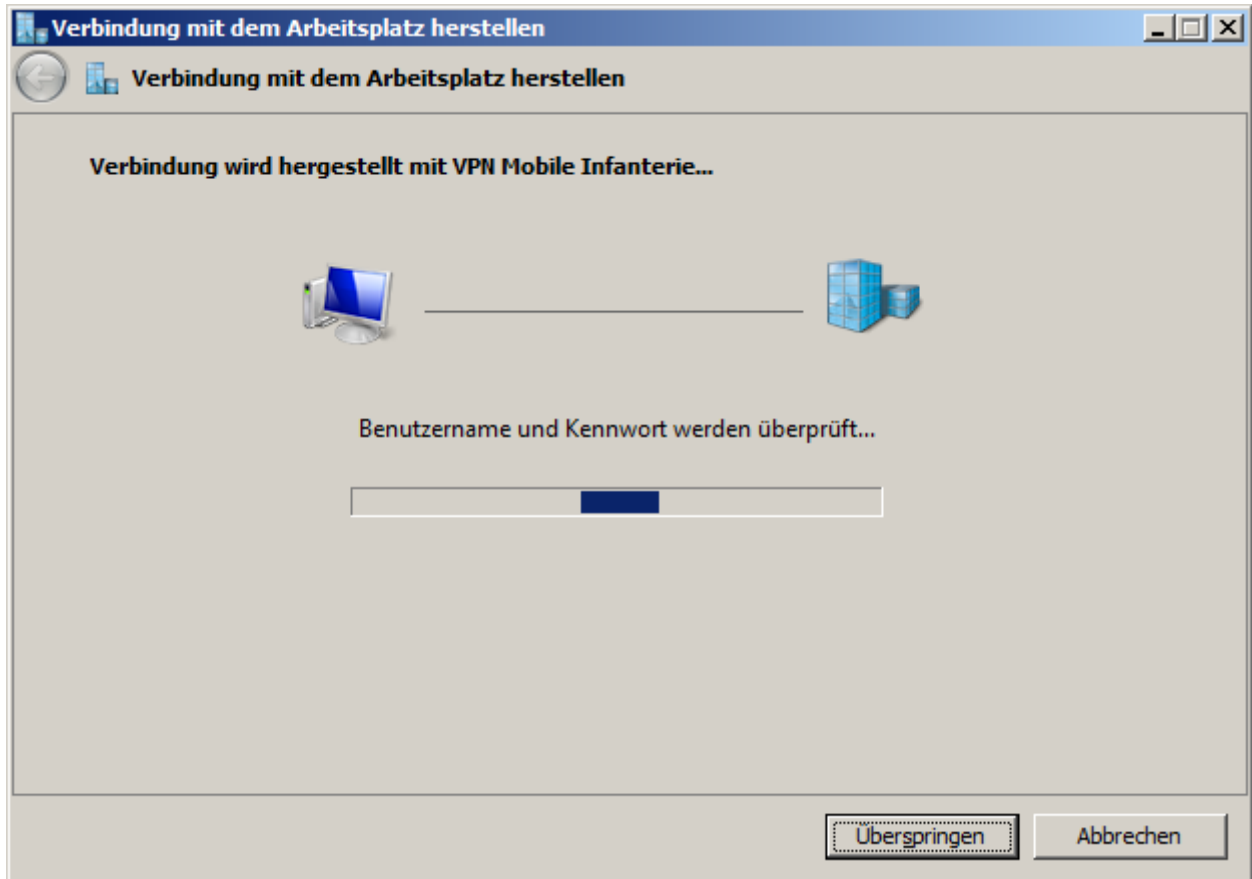 Verbindung mit dem Arbeitsplatz herstellen
Verbindung mit dem Arbeitsplatz herstellen
Verbindung wird hergestellt mit VPN Mobile Infanterie...
Benutzername und Kennwort werden überprüft...
Überspringen
Abbrechen